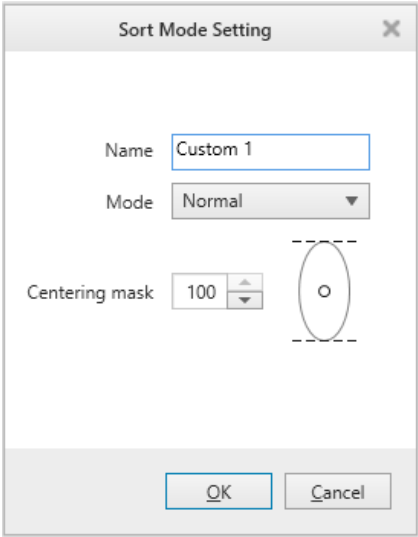 Sort Mode Setting
Name Custom 1
Mode Normal
Centering mask 100
OK Cancel